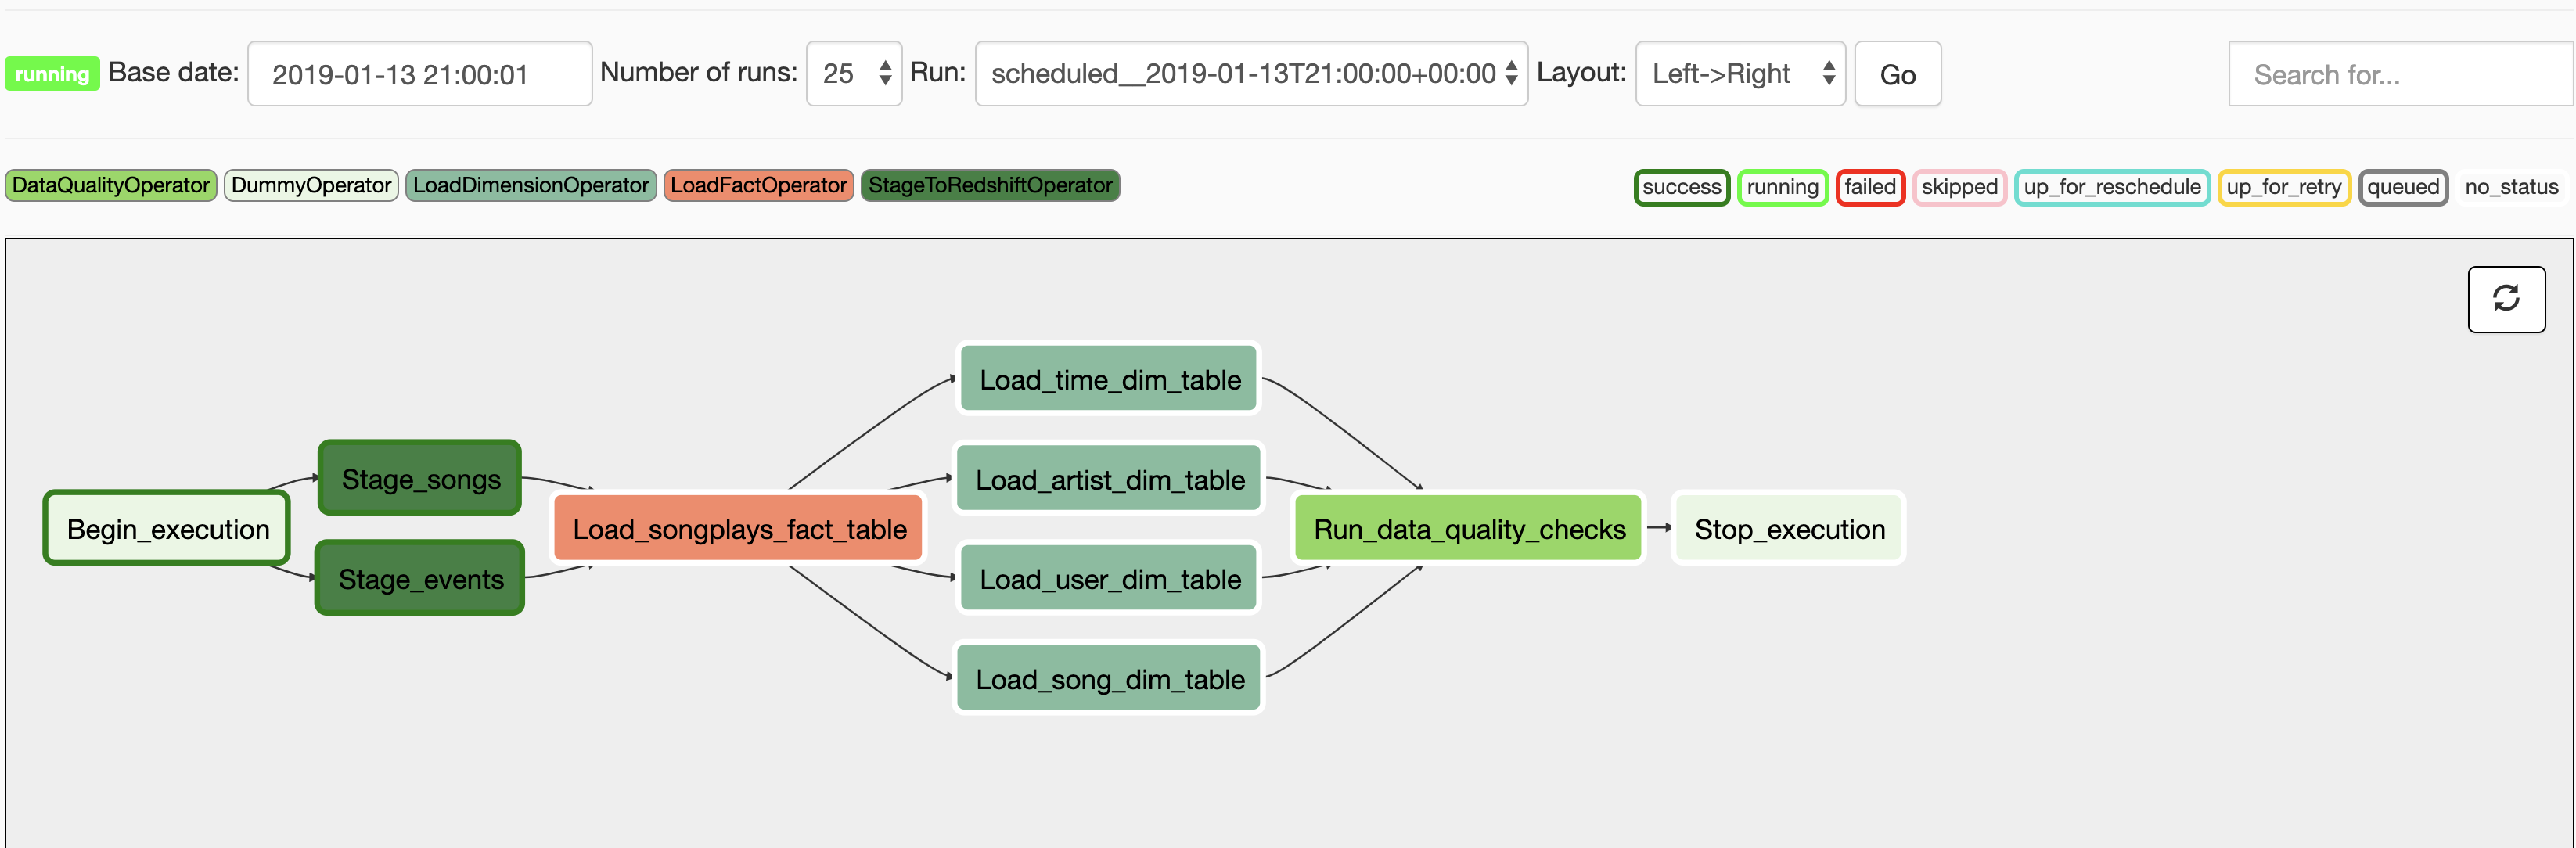 running Base date: 2019-01-13 21:00:01 Number of runs: 25 Run: scheduled__2019-01-13T21:00:00+00:00 Layout: Left->Right Go Search for...
DataQualityOperator DummyOperator LoadDimensionOperator LoadFactOperator StageToRedshiftOperator success running failed skipped up_for_reschedule up_for_retry queued no_status
Load_time_dim_table
Stage_songs Load_artist_dim_table
Begin_execution Load_songplays_fact_table Run_data_quality_checks Stop_execution
Stage_events Load_user_dim_table
Load_song_dim_table